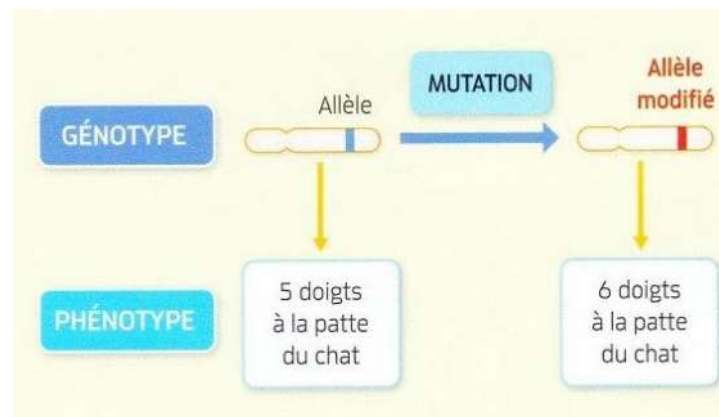 MUTATION
Allèle
modifié
Allèle
GÉNOTYPE
5 doigts
à la patte
du chat
6 doigts
à la patte
du chat
PHÉNOTYPE